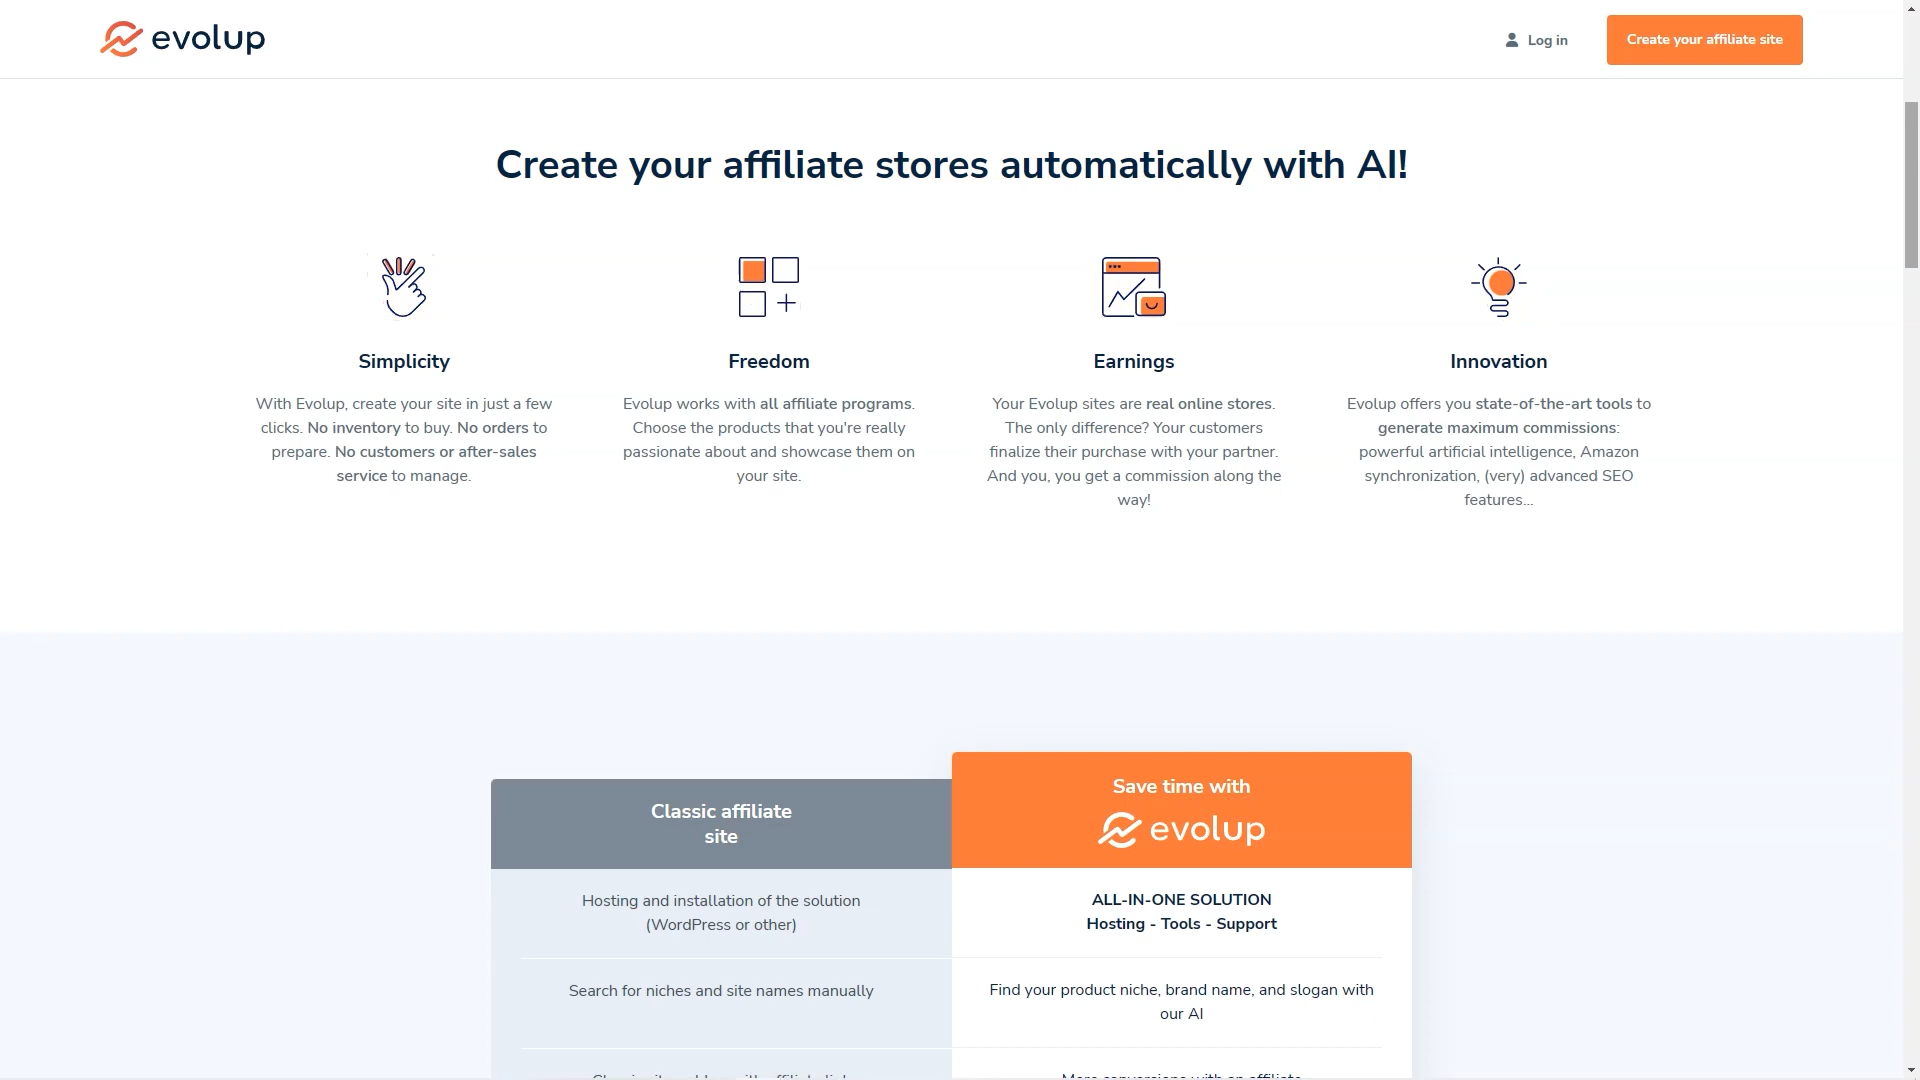 evolup
Log in
Create your affiliate site
Create your affiliate stores automatically with AI!
Simplicity
With Evolup, create your site in just a few
clicks. No inventory to buy. No orders to
prepare. No customers or after-sales
service to manage.
Freedom
Evolup works with all affiliate programs.
Choose the products that you're really
passionate about and showcase them on
your site.
Earnings
Your Evolup sites are real online stores.
The only difference? Your customers
finalize their purchase with your partner.
And you, you get a commission along the
way!
Innovation
Evolup offers you state-of-the-art tools to
generate maximum commissions:
powerful artificial intelligence, Amazon
synchronization, (very) advanced SEO
features...
Classic affiliate
site
Save time with
evolup
Hosting and installation of the solution
(WordPress or other)
ALL-IN-ONE SOLUTION
Hosting - Tools - Support
Search for niches and site names manually
Find your product niche, brand name, and slogan with
our AI
More conversions with an affiliate